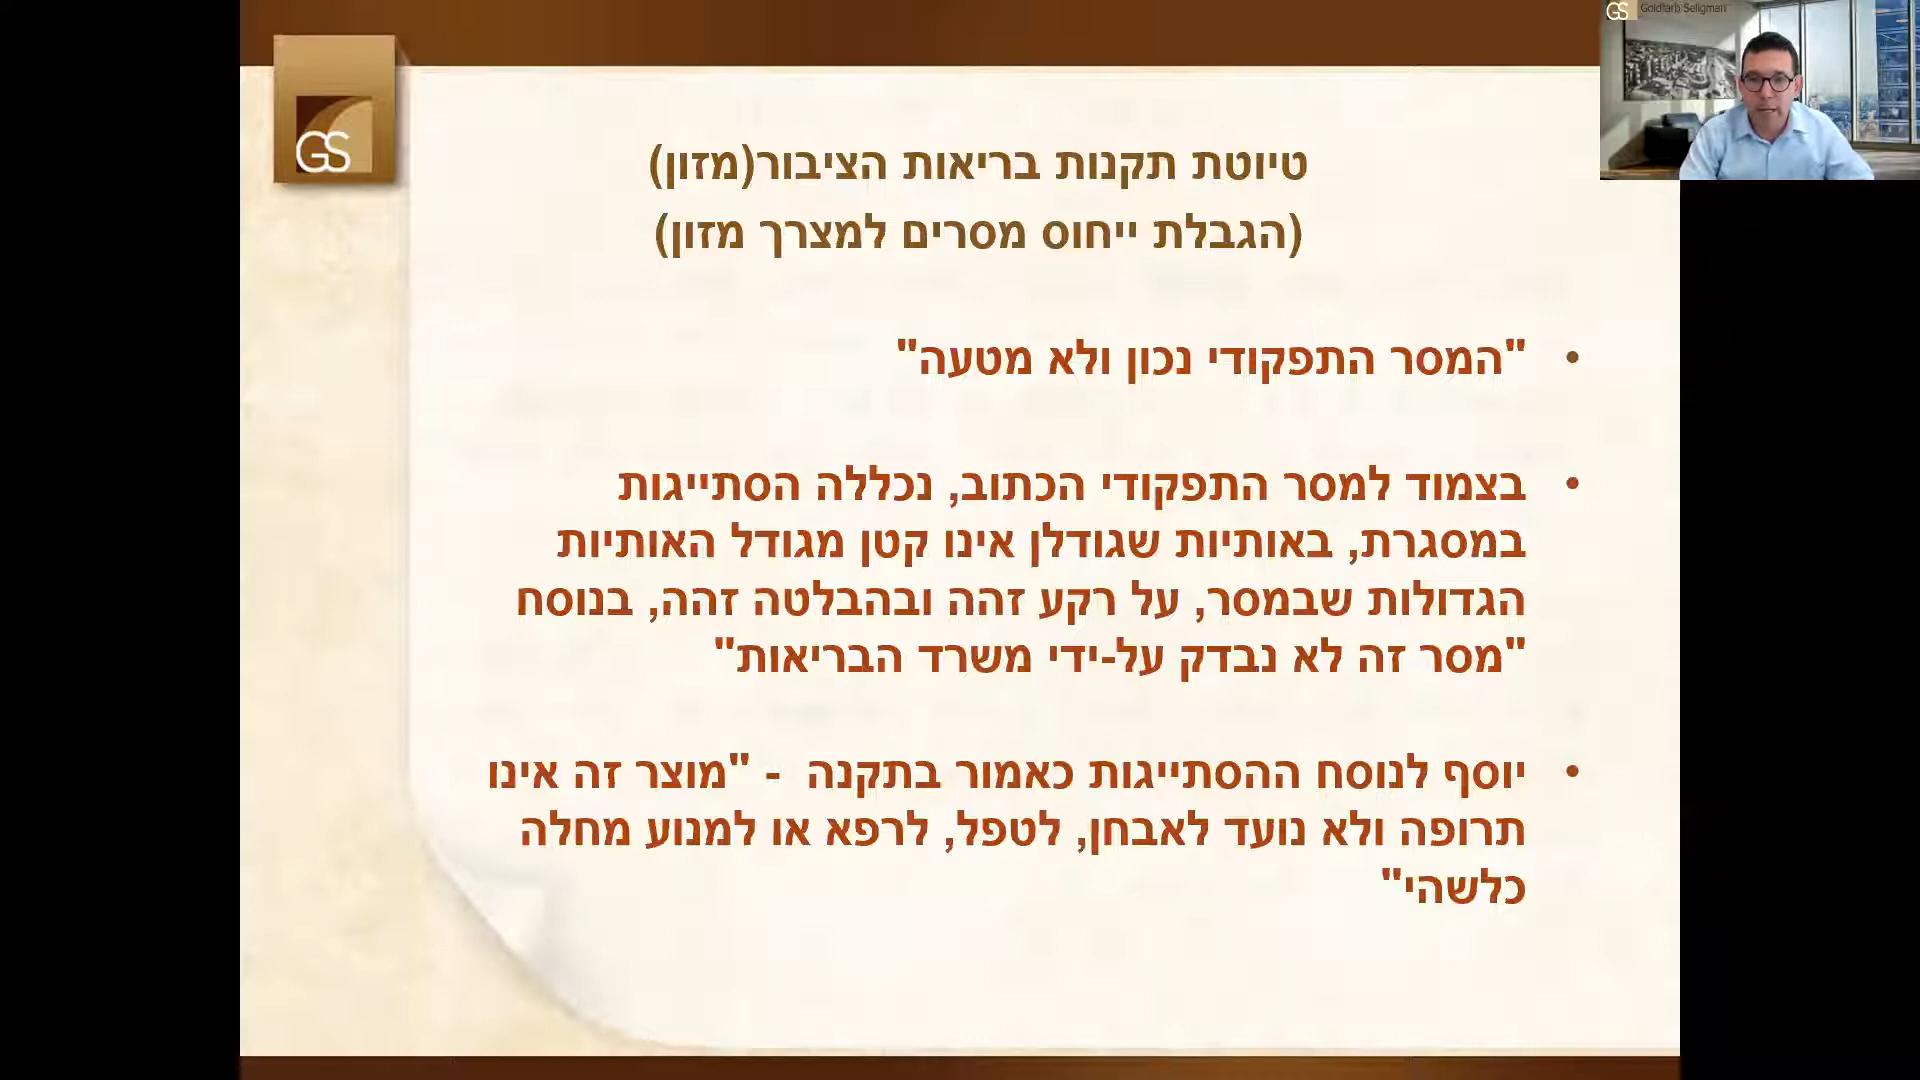 GS
GS Goldfarb Seligman
טיוטת תקנות בריאות הציבור(מזון)
(הגבלת ייחוס מסרים למצרך מזון)
• "המסר התפקודי נכון ולא מטעה"
• בצמוד למסר התפקודי הכתוב, נכללה הסתייגות
במסגרת, באותיות שגודלן אינו קטן מגודל האותיות
הגדולות שבמסר, על רקע זהה ובהבלטה זהה, בנוסח
"מסר זה לא נבדק על-ידי משרד הבריאות"
• יוסף לנוסח ההסתייגות כאמור בתקנה - "מוצר זה אינו
תרופה ולא נועד לאבחן, לטפל, לרפא או למנוע מחלה
כלשהי"